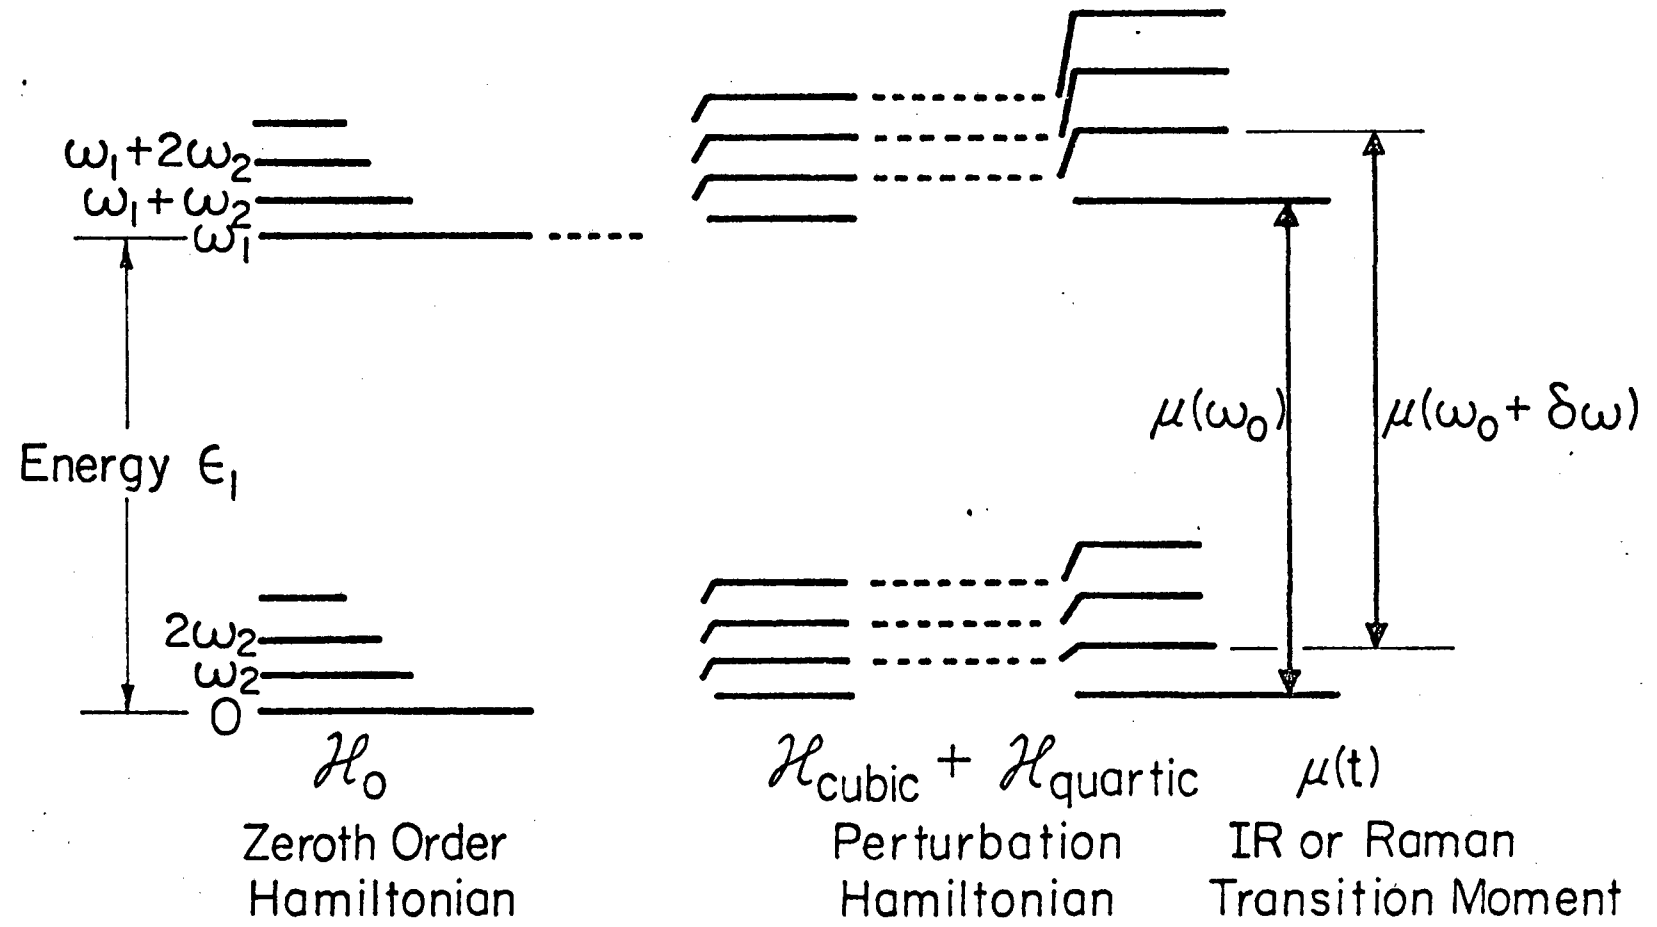 ω₁+2ω₂
ω₁+ω₂
ω₁
Energy ϵ₁
μ(ω₀)
μ(ω₀+ δω)
2ω₂
ω₂
0
ℋ₀
ℋcubic + ℋquartic
μ(t)
Zeroth Order
Hamiltonian
Perturbation
Hamiltonian
IR or Raman
Transition Moment